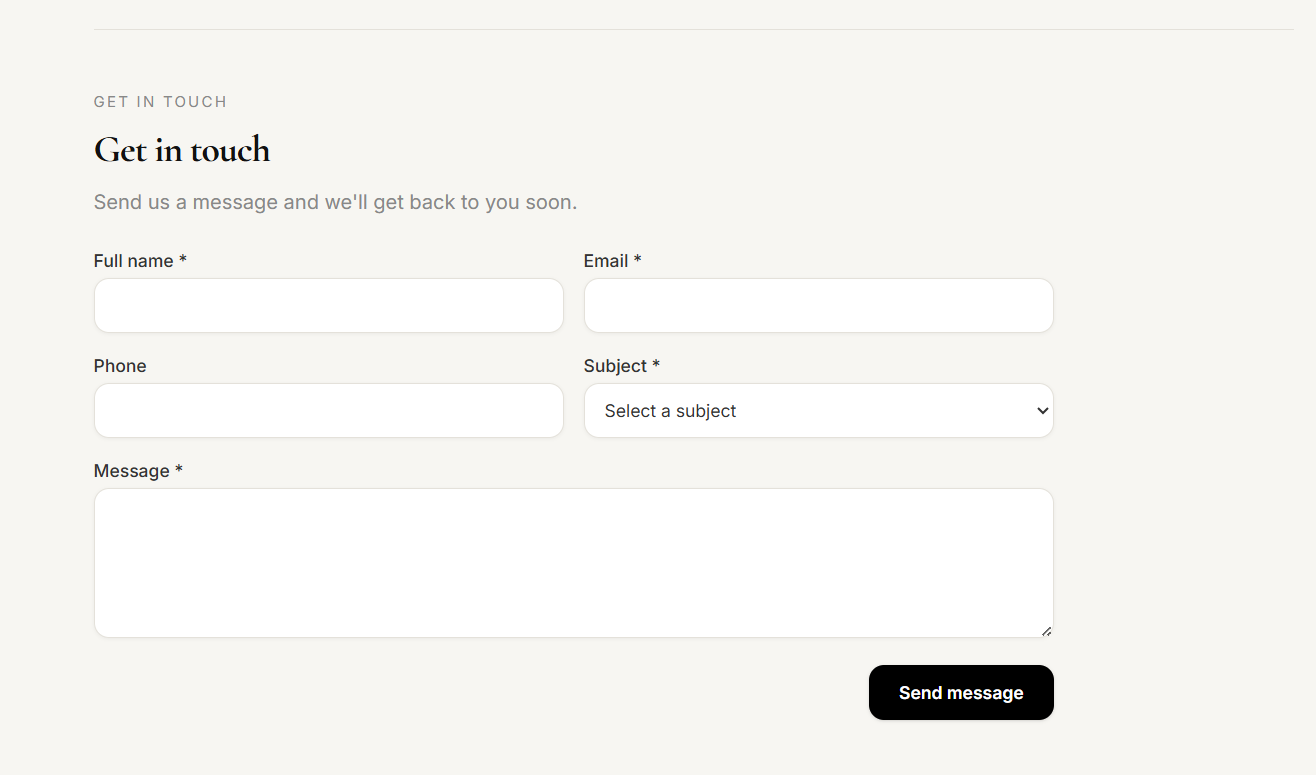 GET IN TOUCH
Get in touch
Send us a message and we'll get back to you soon.
Full name *
Email *
Phone
Subject *
Select a subject
Message *
Send message